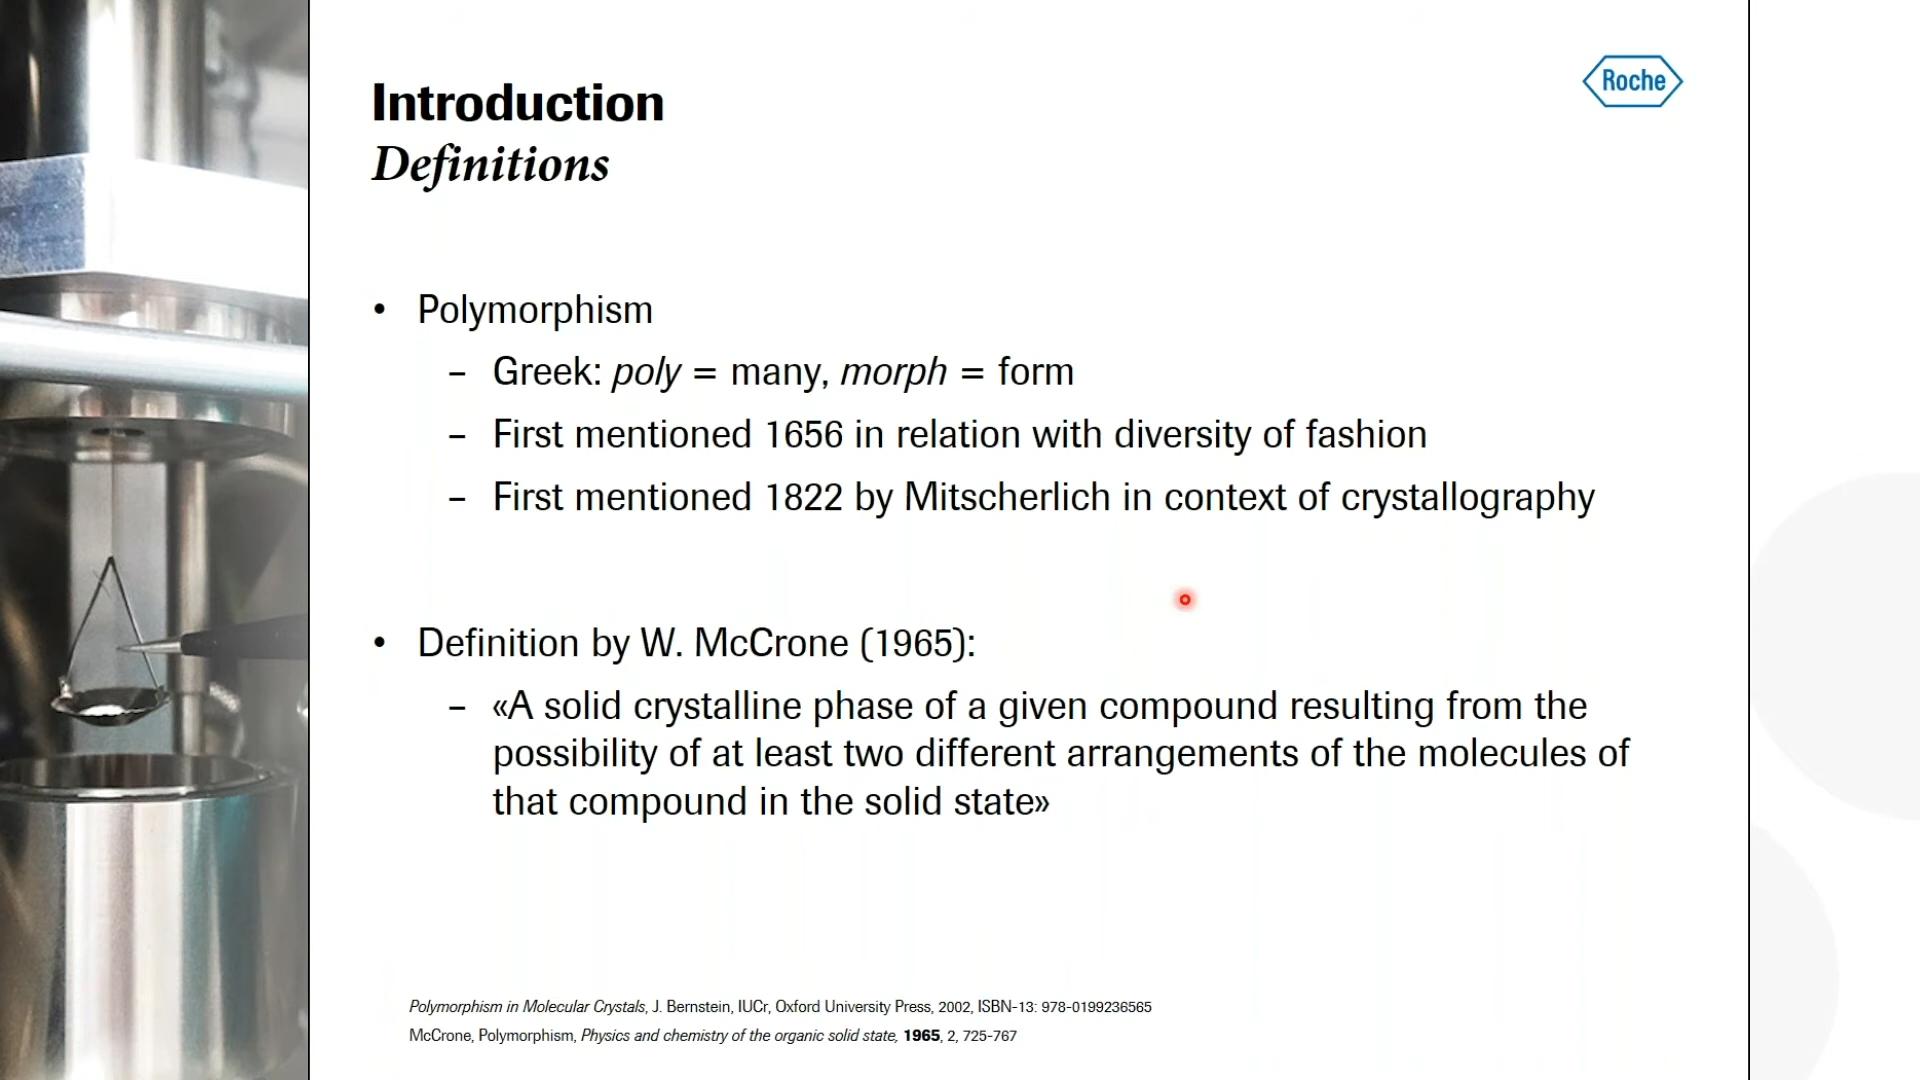 Roche
Introduction
Definitions
• Polymorphism
– Greek: poly = many, morph = form
– First mentioned 1656 in relation with diversity of fashion
– First mentioned 1822 by Mitscherlich in context of crystallography
• Definition by W. McCrone (1965):
– «A solid crystalline phase of a given compound resulting from the
possibility of at least two different arrangements of the molecules of
that compound in the solid state»
Polymorphism in Molecular Crystals, J. Bernstein, IUCr, Oxford University Press, 2002, ISBN-13: 978-0199236565
McCrone, Polymorphism, Physics and chemistry of the organic solid state, 1965, 2, 725-767